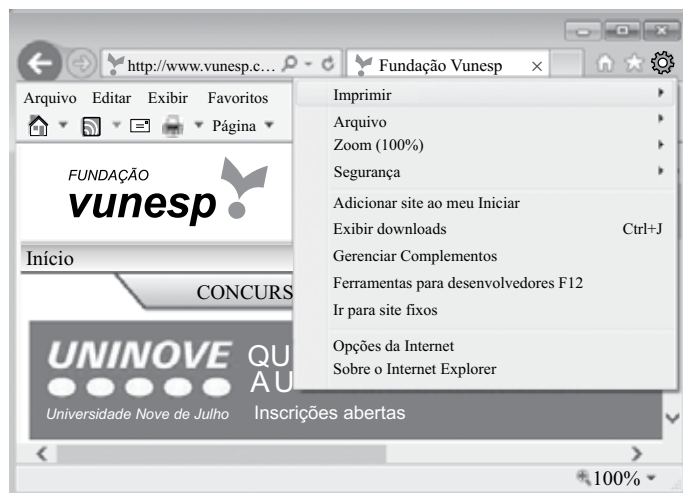 http://www.vunesp.c...
Fundação Vunesp
Arquivo Editar Exibir Favoritos
Página
Imprimir
Arquivo
Zoom (100%)
Segurança
Adicionar site ao meu Iniciar
Exibir downloads Ctrl+J
Gerenciar Complementos
Ferramentas para desenvolvedores F12
Ir para site fixos
Opções da Internet
Sobre o Internet Explorer
FUNDAÇÃO
vunesp
Início
CONCURS
UNINOVE
Universidade Nove de Julho
QU
AU
Inscrições abertas
100%